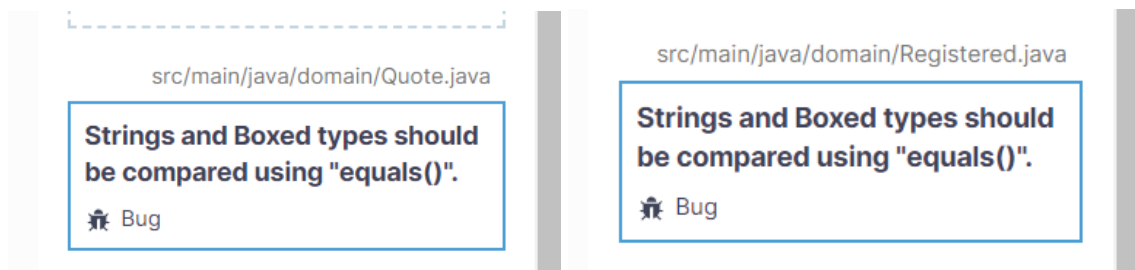 src/main/java/domain/Quote.java
Strings and Boxed types should
be compared using "equals()".
Bug
src/main/java/domain/Registered.java
Strings and Boxed types should
be compared using "equals()".
Bug